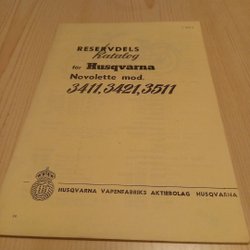 RESERVDELS
Katalog
för Husqvarna
Novolette mod.
3411, 3421, 3511
HUSQVARNA VAPENFABRIKS AKTIEBOLAG HUSQVARNA